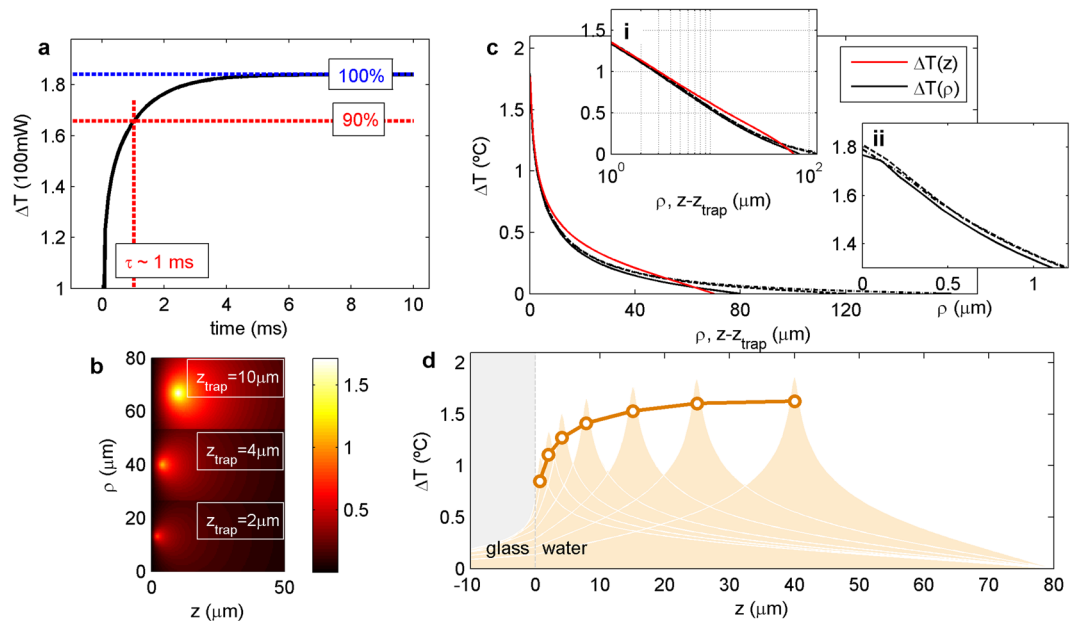 a
ΔT (100mW)
1.8
1.6
1.4
1.2
1
100%
90%
τ ~ 1 ms
0 2 4 6 8 10
time (ms)
b
ρ (μm)
80
60
40
20
0
z_trap=10μm
z_trap=4μm
z_trap=2μm
0 50
z (μm)
1.5
1
0.5
c
ΔT (ºC)
2
1.5
1
0.5
0
0 40 80 120
ρ, z-z_trap (μm)
i
1.5
1
0.5
0
10^0 10^2
ρ, z-z_trap (μm)
ΔT(z)
ΔT(ρ)
ii
1.8
1.6
1.4
0 0.5 1
ρ (μm)
d
ΔT (ºC)
2
1.5
1
0.5
0
glass water
-10 0 10 20 30 40 50 60 70 80
z (μm)